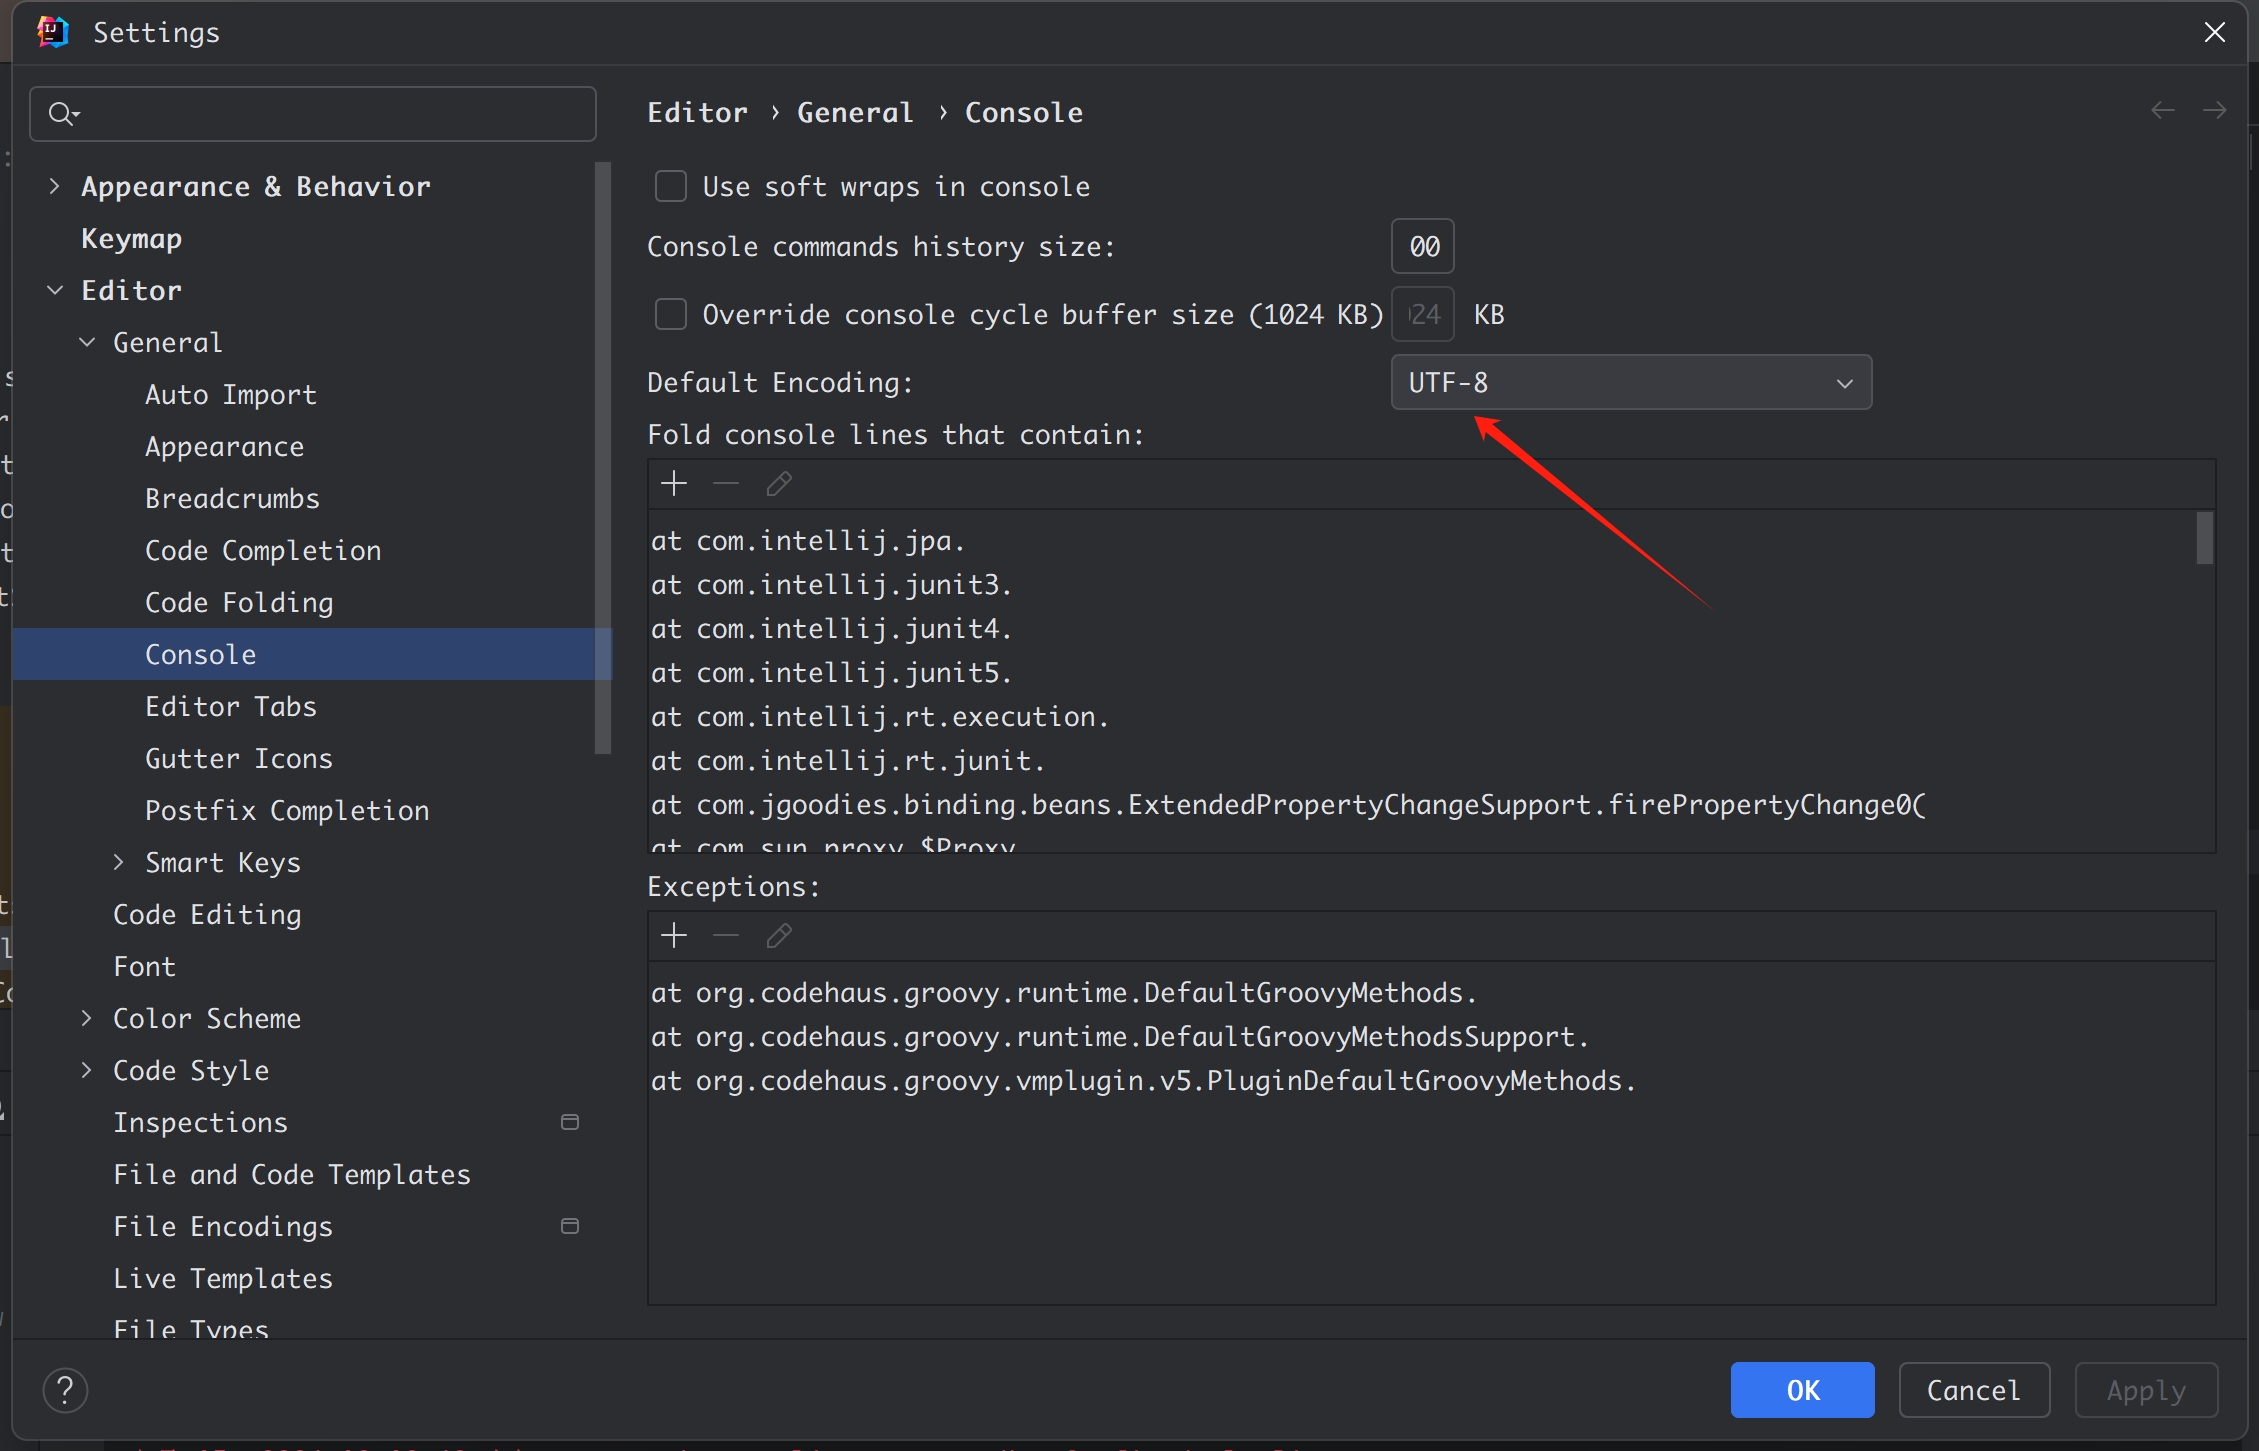 Settings
Editor › General › Console
Appearance & Behavior
Keymap
Editor
General
Auto Import
Appearance
Breadcrumbs
Code Completion
Code Folding
Console
Editor Tabs
Gutter Icons
Postfix Completion
Smart Keys
Code Editing
Font
Color Scheme
Code Style
Inspections
File and Code Templates
File Encodings
Live Templates
File Types
Use soft wraps in console
Console commands history size: 00
Override console cycle buffer size (1024 KB) 24 KB
Default Encoding: UTF-8
Fold console lines that contain:
at com.intellij.jpa.
at com.intellij.junit3.
at com.intellij.junit4.
at com.intellij.junit5.
at com.intellij.rt.execution.
at com.intellij.rt.junit.
at com.jgoodies.binding.beans.ExtendedPropertyChangeSupport.firePropertyChange0(
at com.sun.proxy.$Proxy
Exceptions:
at org.codehaus.groovy.runtime.DefaultGroovyMethods.
at org.codehaus.groovy.runtime.DefaultGroovyMethodsSupport.
at org.codehaus.groovy.vmplugin.v5.PluginDefaultGroovyMethods.
?
OK
Cancel
Apply